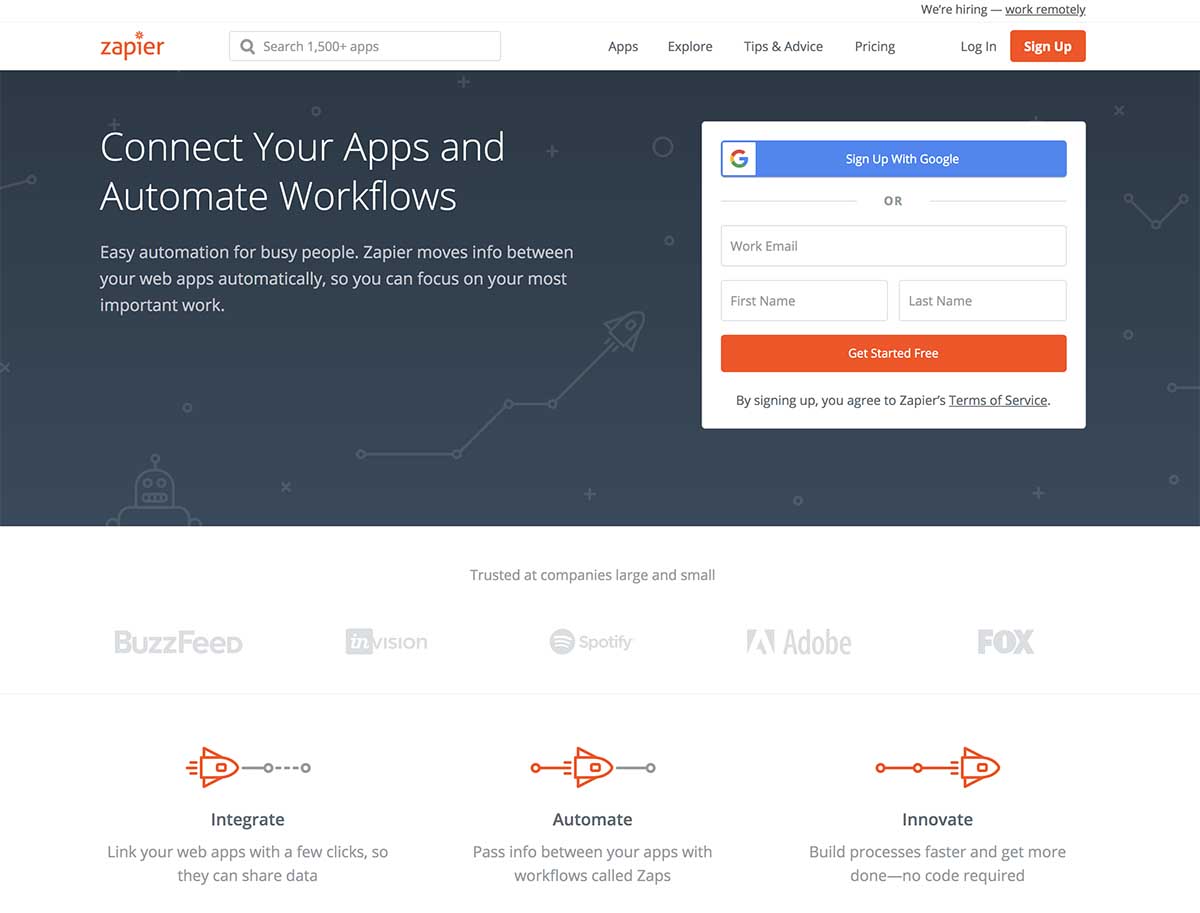 We're hiring — work remotely
zapier
Search 1,500+ apps
Apps
Explore
Tips & Advice
Pricing
Log In
Sign Up
Connect Your Apps and
Automate Workflows
Easy automation for busy people. Zapier moves info between
your web apps automatically, so you can focus on your most
important work.
Sign Up With Google
OR
Work Email
First Name
Last Name
Get Started Free
By signing up, you agree to Zapier's Terms of Service.
Trusted at companies large and small
BuzzFeed
inVISION
Spotify
Adobe
FOX
Integrate
Link your web apps with a few clicks, so
they can share data
Automate
Pass info between your apps with
workflows called Zaps
Innovate
Build processes faster and get more
done—no code required